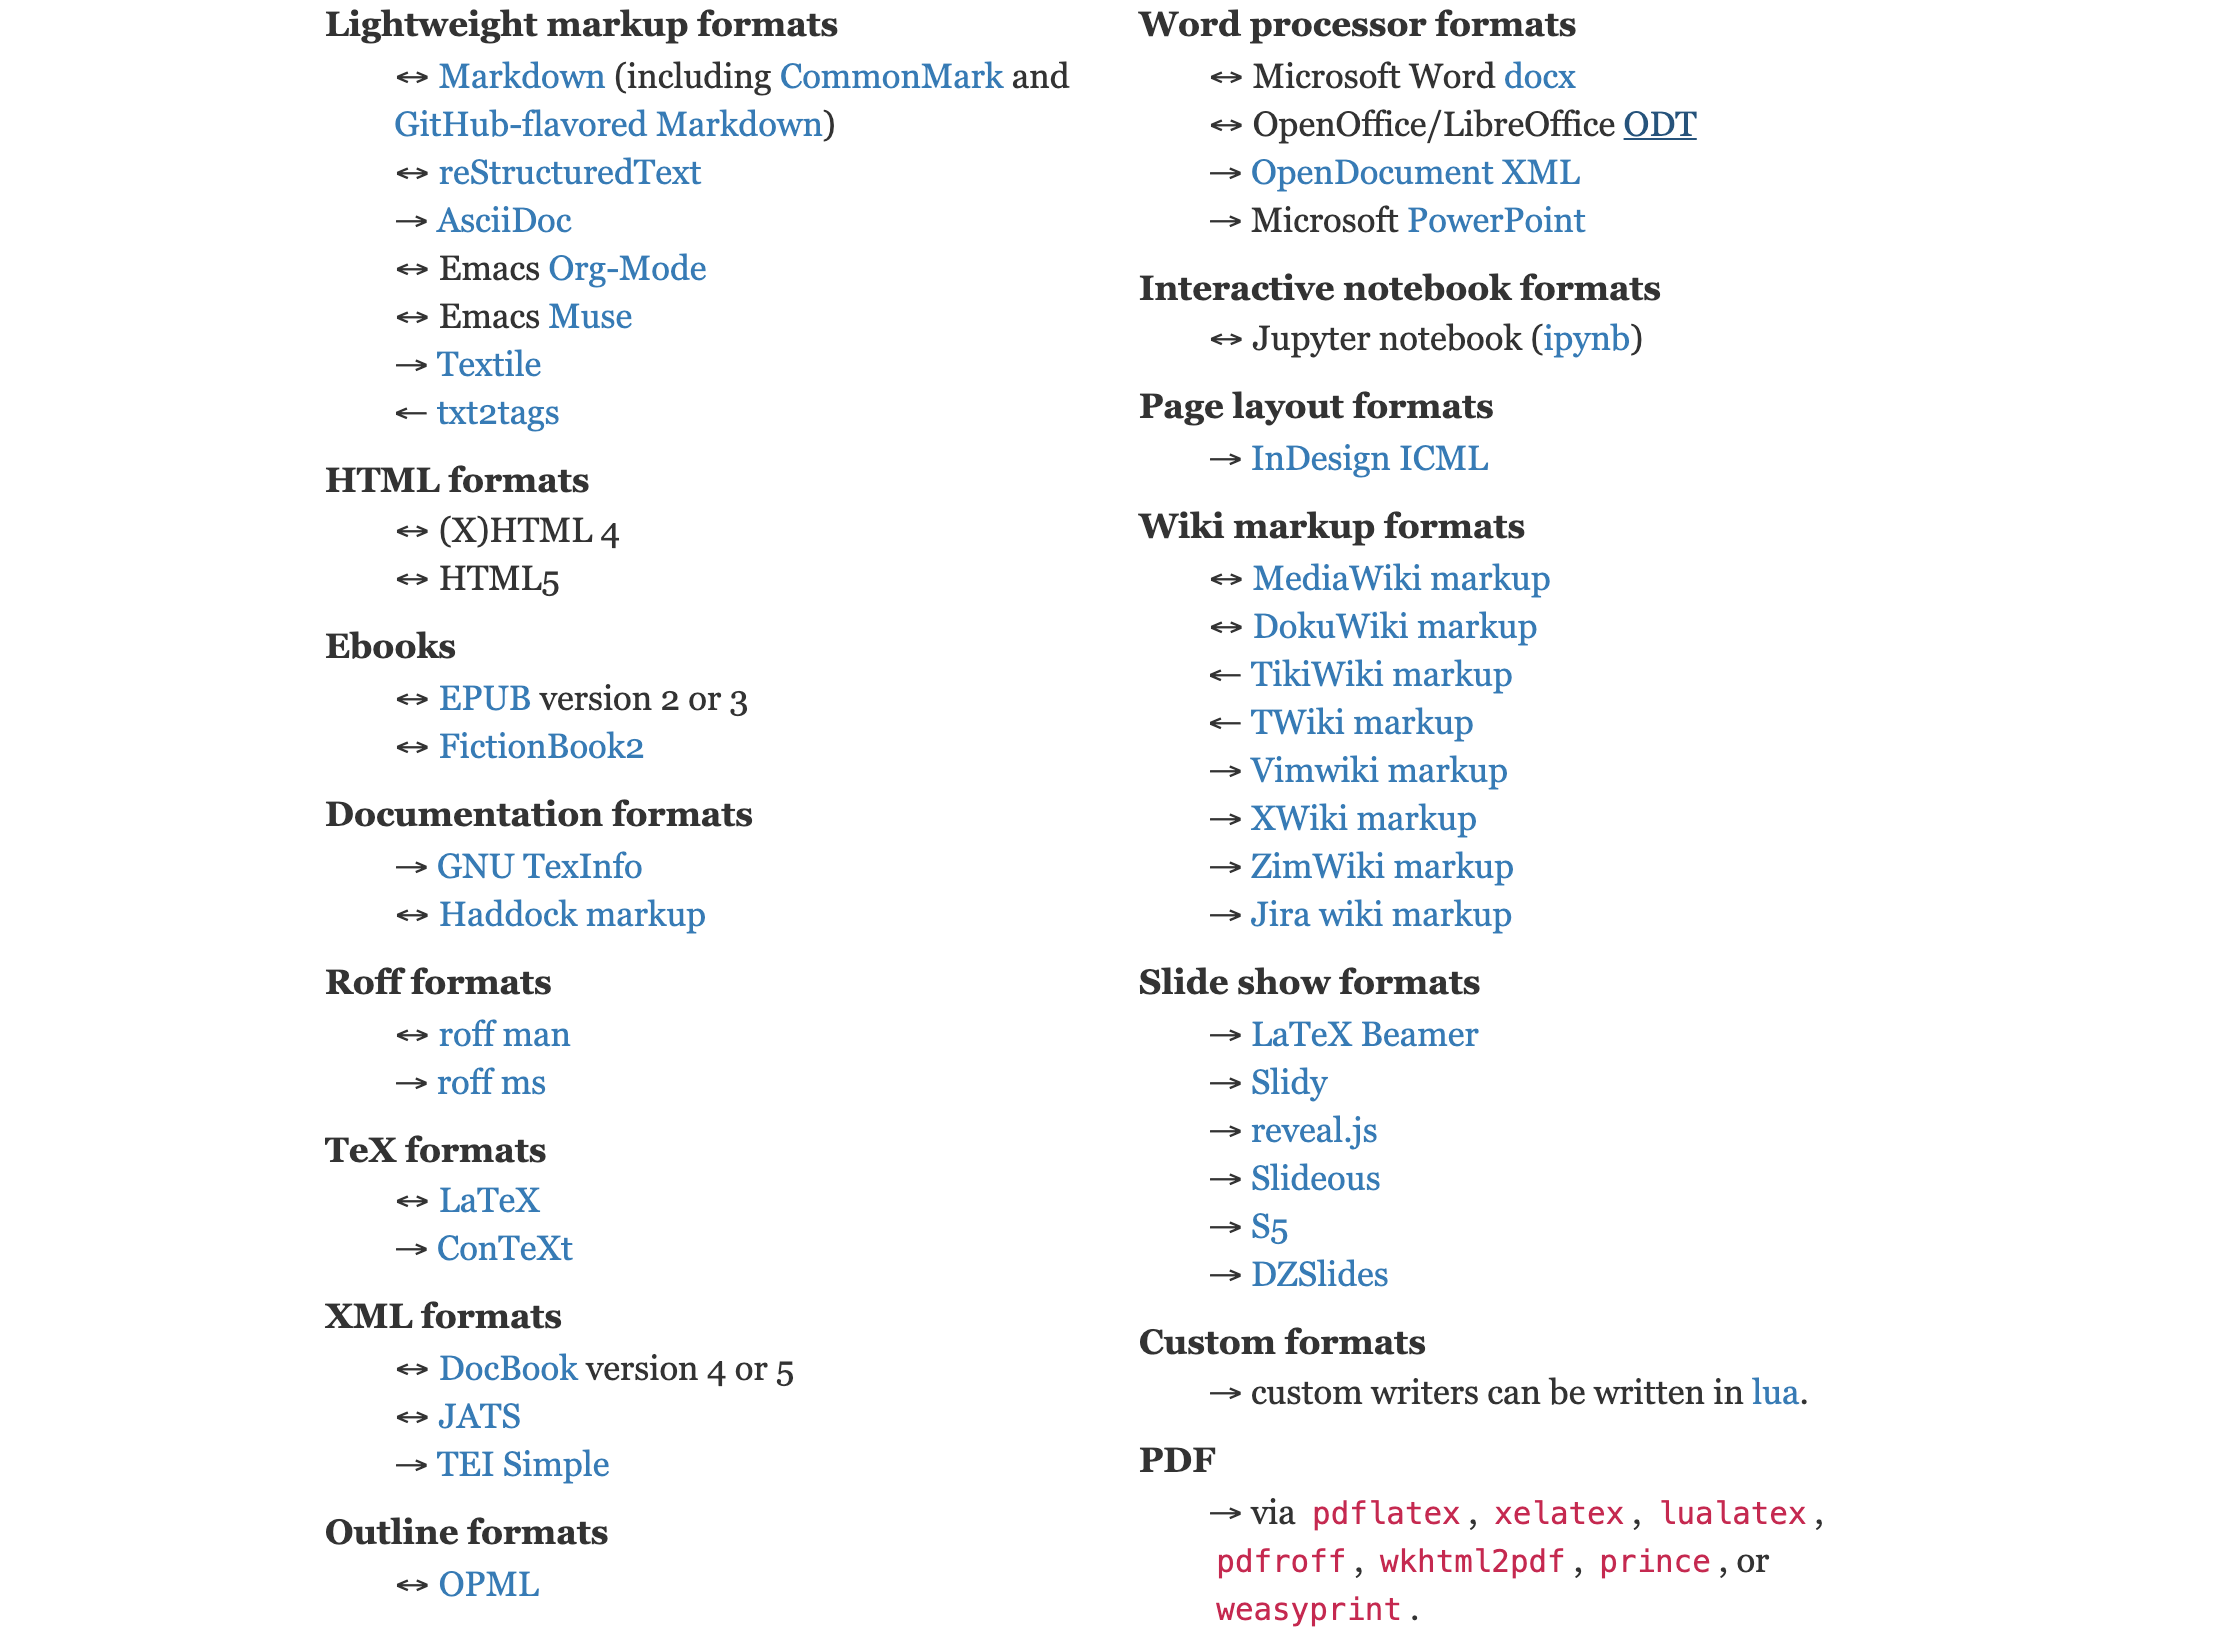 Lightweight markup formats
↔ Markdown (including CommonMark and
GitHub-flavored Markdown)
↔ reStructuredText
→ AsciiDoc
↔ Emacs Org-Mode
↔ Emacs Muse
→ Textile
← txt2tags
HTML formats
↔ (X)HTML 4
↔ HTML5
Ebooks
↔ EPUB version 2 or 3
↔ FictionBook2
Documentation formats
→ GNU TexInfo
↔ Haddock markup
Roff formats
↔ roff man
→ roff ms
TeX formats
↔ LaTeX
→ ConTeXt
XML formats
↔ DocBook version 4 or 5
↔ JATS
→ TEI Simple
Outline formats
↔ OPML
Word processor formats
↔ Microsoft Word docx
↔ OpenOffice/LibreOffice ODT
→ OpenDocument XML
→ Microsoft PowerPoint
Interactive notebook formats
↔ Jupyter notebook (ipynb)
Page layout formats
→ InDesign ICML
Wiki markup formats
↔ MediaWiki markup
↔ DokuWiki markup
← TikiWiki markup
← TWiki markup
→ Vimwiki markup
→ XWiki markup
→ ZimWiki markup
→ Jira wiki markup
Slide show formats
→ LaTeX Beamer
→ Slidy
→ reveal.js
→ Slideous
→ S5
→ DZSlides
Custom formats
→ custom writers can be written in lua.
PDF
→ via pdflatex, xelatex, lualatex,
pdfroff, wkhtml2pdf, prince, or
weasyprint.